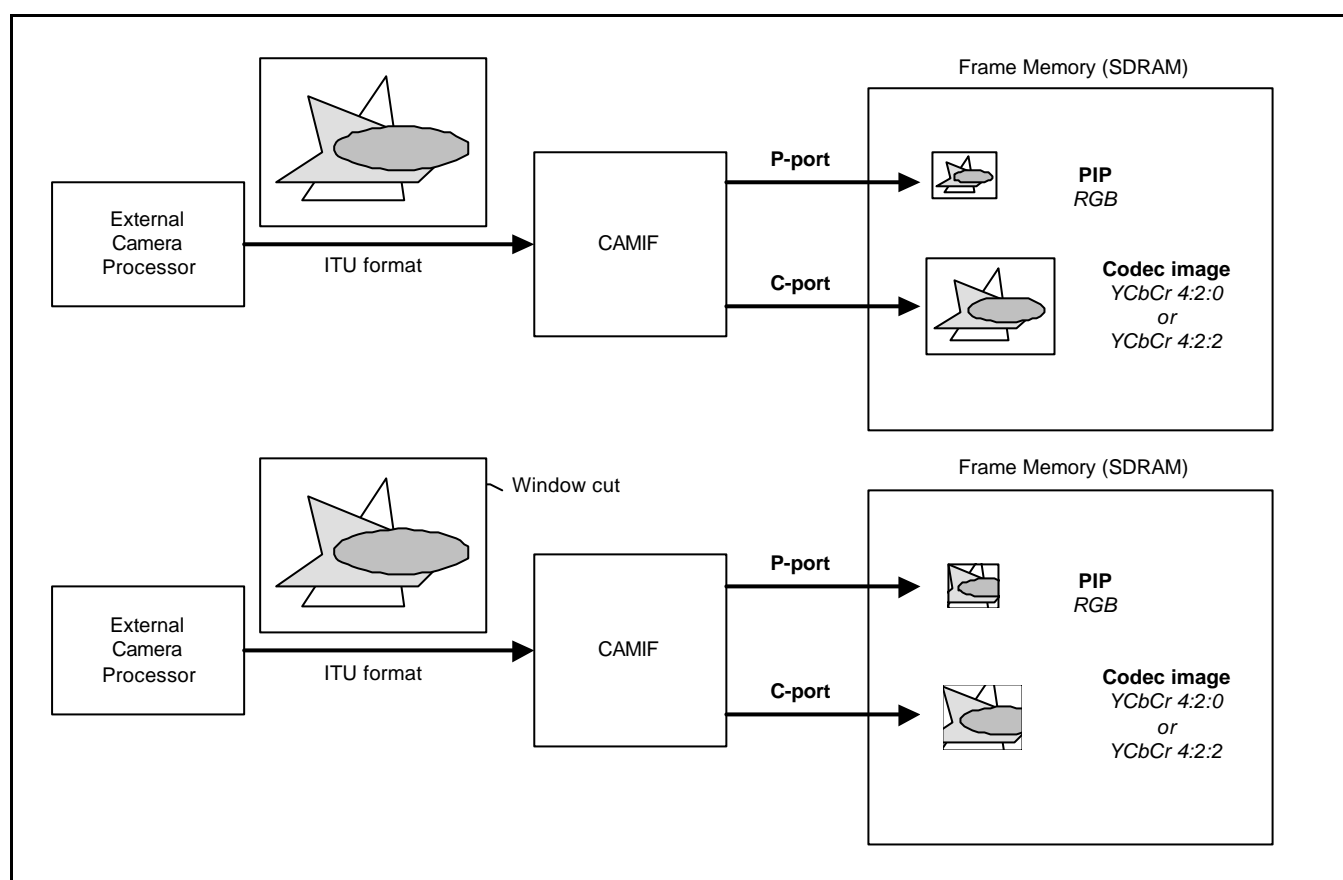 Frame Memory (SDRAM)
P-port
PIP
RGB
External
Camera
Processor
ITU format
CAMIF
C-port
Codec image
YCbCr 4:2:0
or
YCbCr 4:2:2
Frame Memory (SDRAM)
Window cut
P-port
PIP
RGB
External
Camera
Processor
ITU format
CAMIF
C-port
Codec image
YCbCr 4:2:0
or
YCbCr 4:2:2